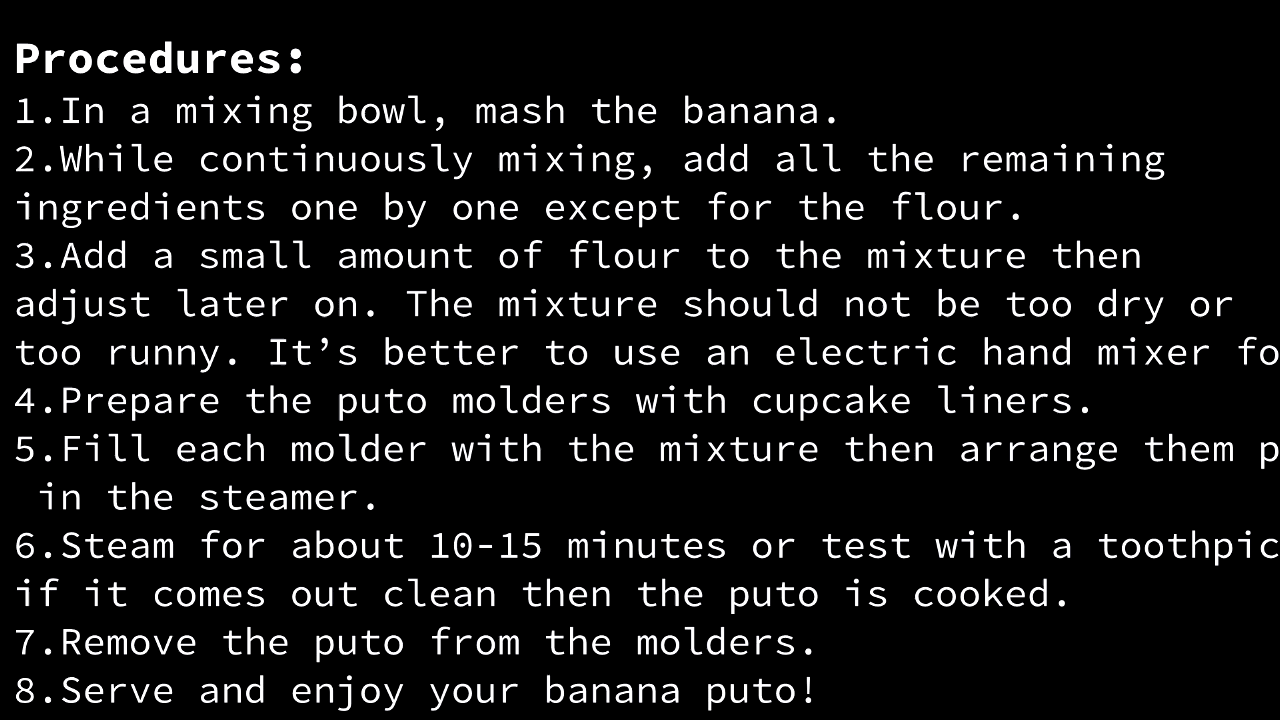 Procedures:
1.In a mixing bowl, mash the banana.
2.While continuously mixing, add all the remaining
ingredients one by one except for the flour.
3.Add a small amount of flour to the mixture then
adjust later on. The mixture should not be too dry or
too runny. It’s better to use an electric hand mixer
4.Prepare the puto molders with cupcake liners.
5.Fill each molder with the mixture then arrange them
in the steamer.
6.Steam for about 10-15 minutes or test with a
if it comes out clean then the puto is cooked.
7.Remove the puto from the molders.
8.Serve and enjoy your banana puto!